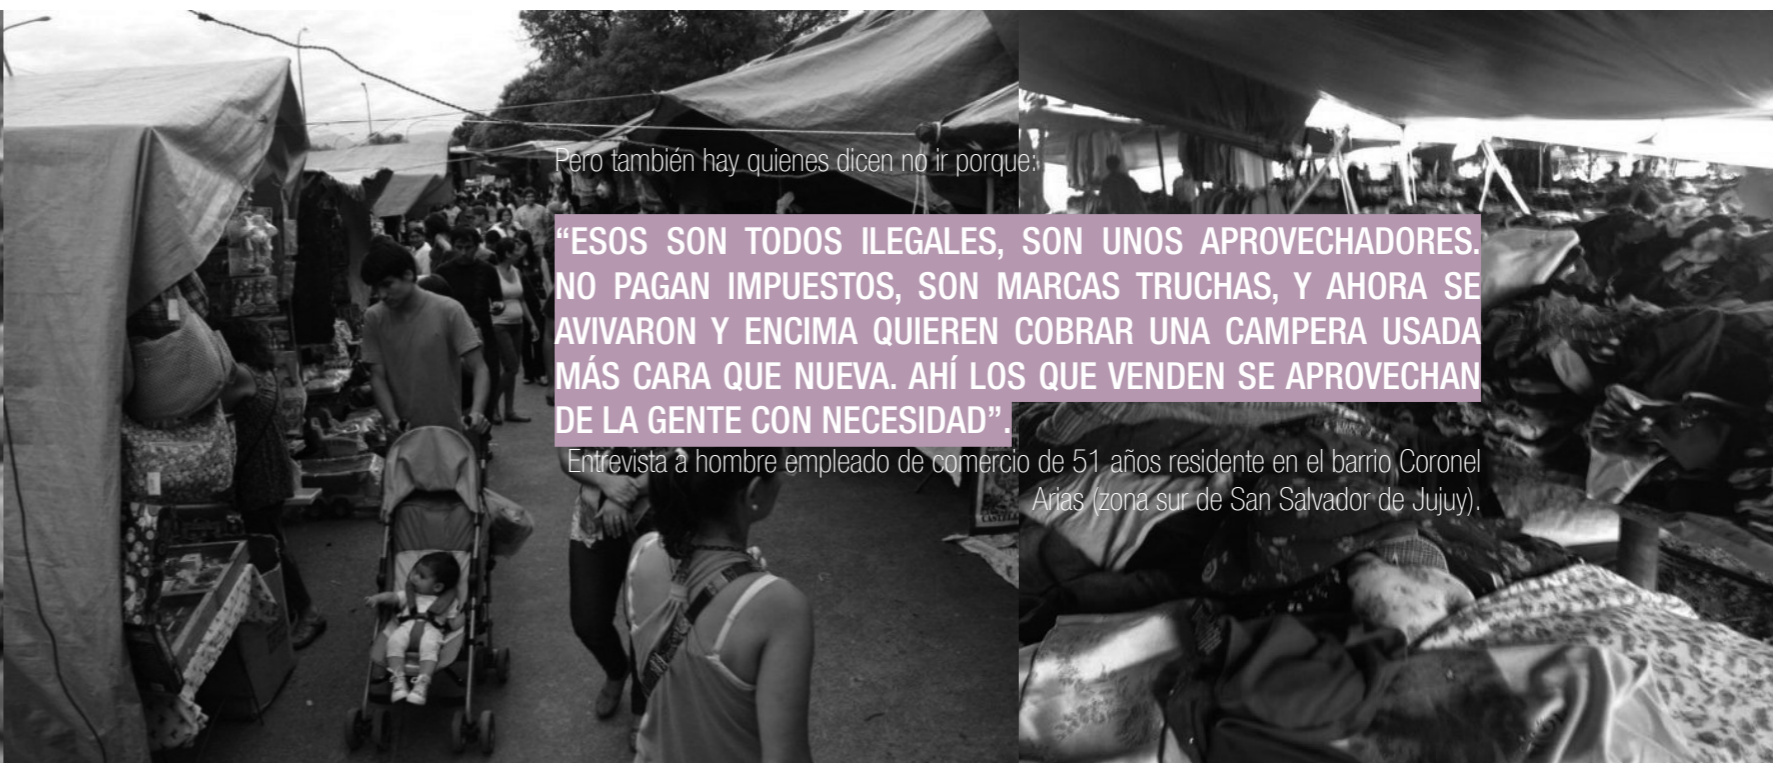 Pero también hay quienes dicen no ir porque:
“ESOS SON TODOS ILEGALES, SON UNOS APROVECHADORES.
NO PAGAN IMPUESTOS, SON MARCAS TRUCHAS, Y AHORA SE
AVIVARON Y ENCIMA QUIEREN COBRAR UNA CAMPERA USADA
MÁS CARA QUE NUEVA. AHÍ LOS QUE VENDEN SE APROVECHAN
DE LA GENTE CON NECESIDAD”.
Entrevista a hombre empleado de comercio de 51 años residente en el barrio Coronel
Arias (zona sur de San Salvador de Jujuy).